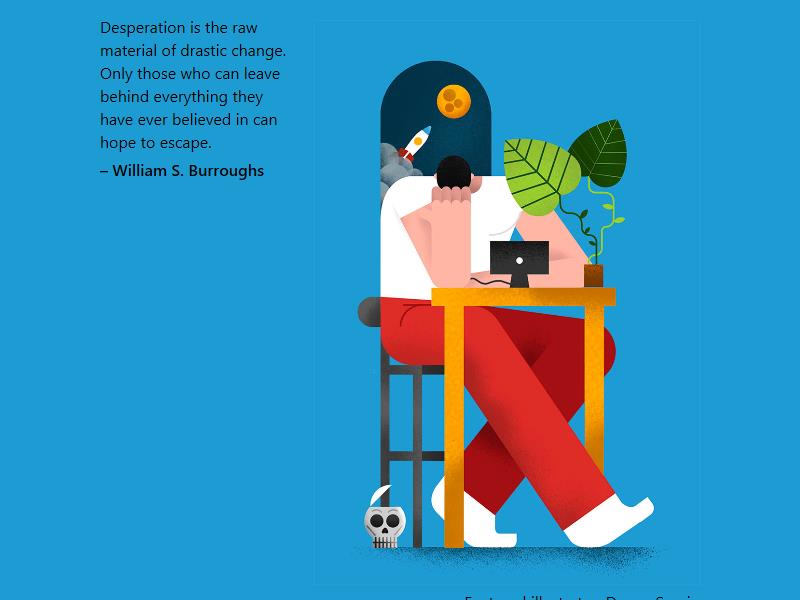 Desperation is the raw
material of drastic change.
Only those who can leave
behind everything they
have ever believed in can
hope to escape.
– William S. Burroughs